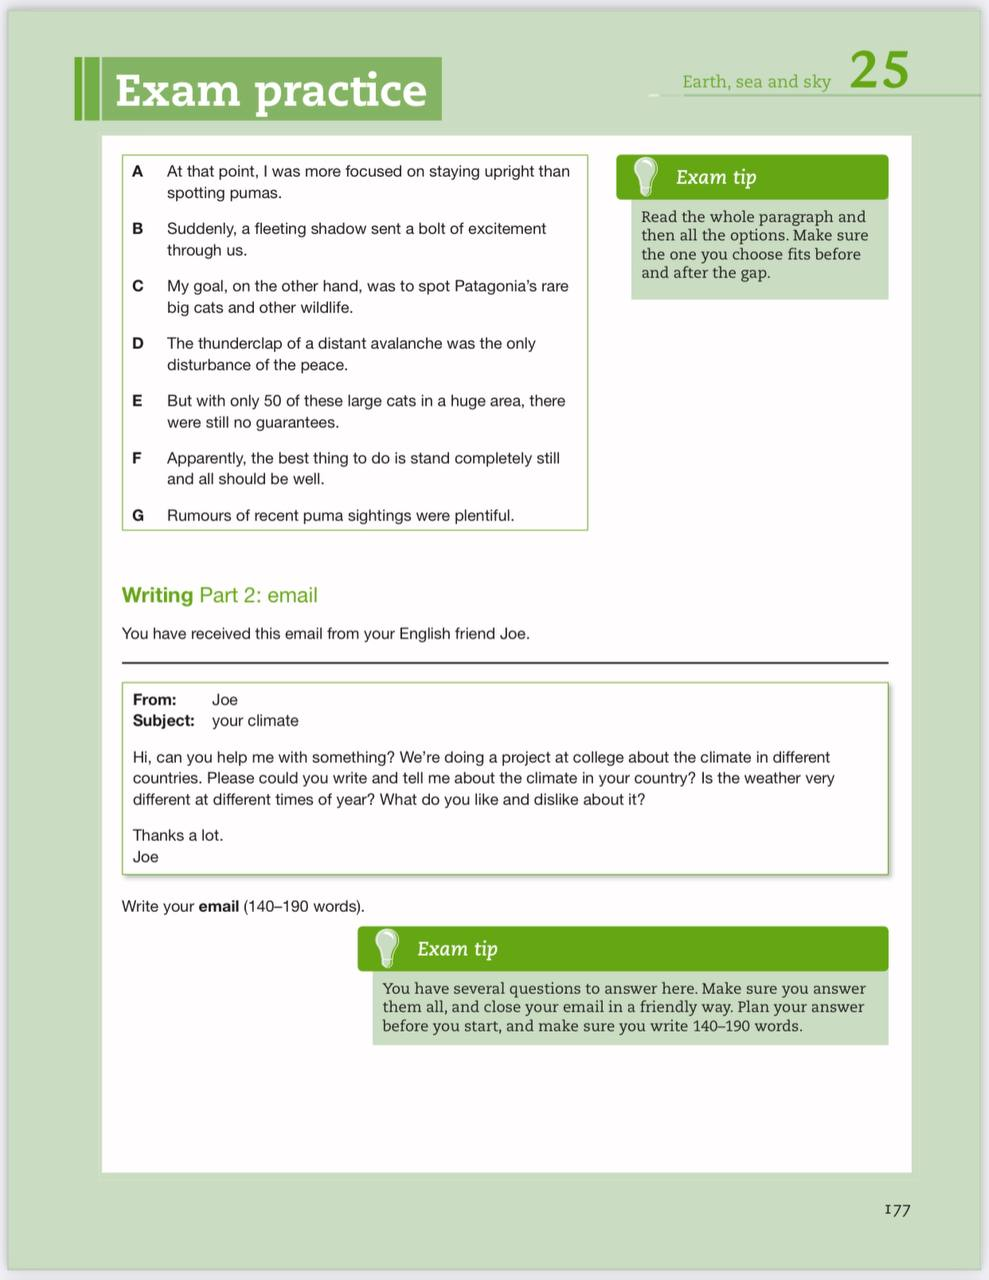 Exam practice
Earth, sea and sky 25
A At that point, I was more focused on staying upright than
spotting pumas.
B Suddenly, a fleeting shadow sent a bolt of excitement
through us.
C My goal, on the other hand, was to spot Patagonia's rare
big cats and other wildlife.
D The thunderclap of a distant avalanche was the only
disturbance of the peace.
E But with only 50 of these large cats in a huge area, there
were still no guarantees.
F Apparently, the best thing to do is stand completely still
and all should be well.
G Rumours of recent puma sightings were plentiful.
Exam tip
Read the whole paragraph and
then all the options. Make sure
the one you choose fits before
and after the gap.
Writing Part 2: email
You have received this email from your English friend Joe.
From: Joe
Subject: your climate
Hi, can you help me with something? We're doing a project at college about the climate in different
countries. Please could you write and tell me about the climate in your country? Is the weather very
different at different times of year? What do you like and dislike about it?
Thanks a lot.
Joe
Write your email (140–190 words).
Exam tip
You have several questions to answer here. Make sure you answer
them all, and close your email in a friendly way. Plan your answer
before you start, and make sure you write 140–190 words.
177